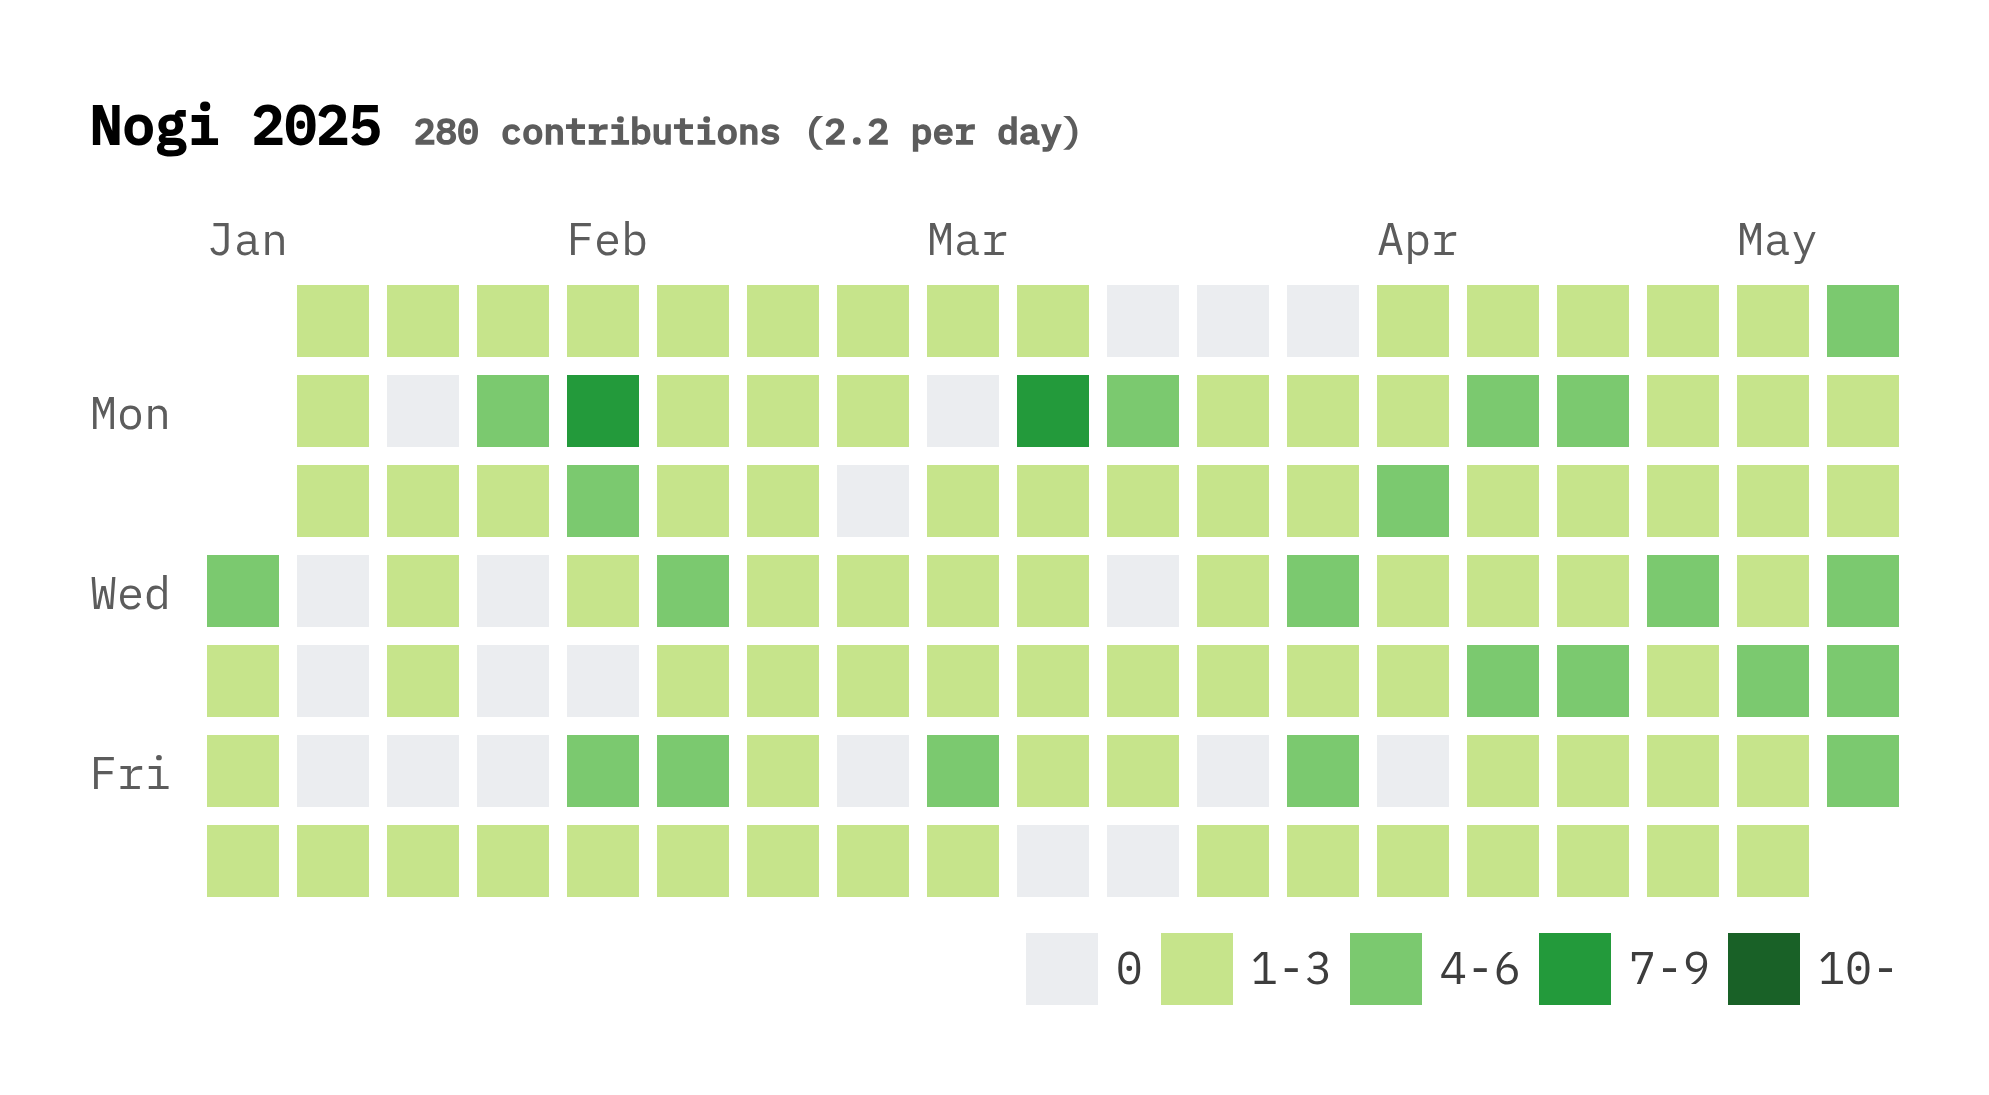 Nogi 2025 280 contributions (2.2 per day)
Jan Feb Mar Apr May
Mon
Wed
Fri
0 1-3 4-6 7-9 10-